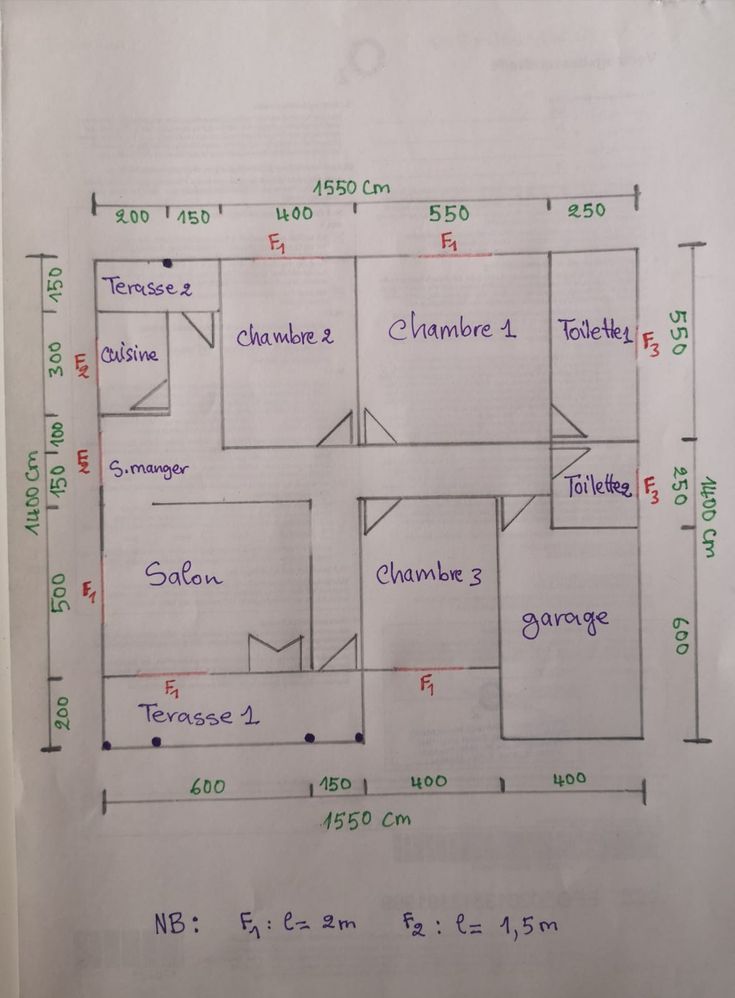 1550 Cm
200 150 400 550 250
F1 F1
150
Terasse 2
300
cuisine
F2
chambre 2
chambre 1
Toilette1
F3
550
100
F2
150
S.manger
Toilette2
F3
250
1400 Cm
1400 Cm
500
Salon
F1
chambre 3
garage
600
F1
F1
200
Terasse 1
600 150 400 400
1550 Cm
NB: F1 : l= 2m F2 : l= 1,5m